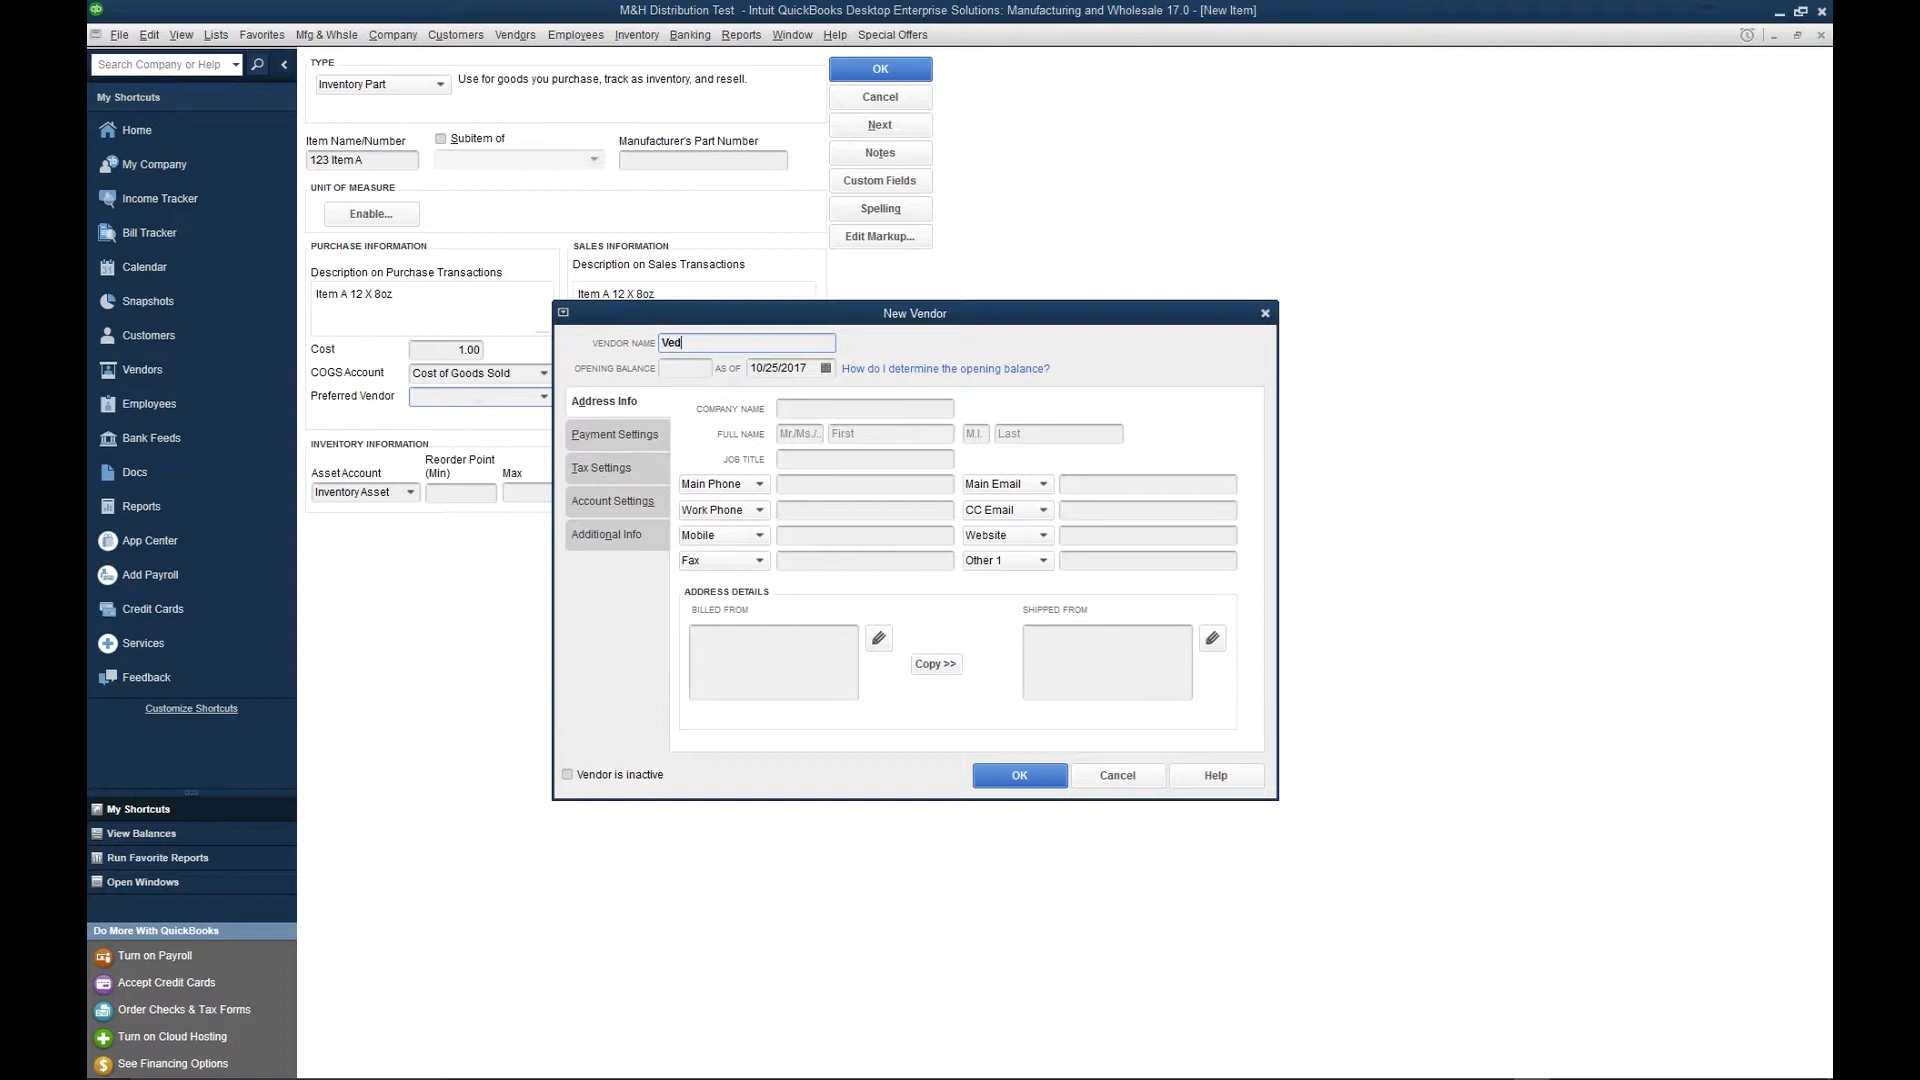 M&H Distribution Test - Intuit QuickBooks Desktop Enterprise Solutions: Manufacturing and Wholesale 17.0 - [New Item]
File Edit View Lists Favorites Mfg & Whsle Company Customers Vendors Employees Inventory Banking Reports Window Help Special Offers
Search Company or Help
My Shortcuts
Home
My Company
Income Tracker
Bill Tracker
Calendar
Snapshots
Customers
Vendors
Employees
Bank Feeds
Docs
Reports
App Center
Add Payroll
Credit Cards
Services
Feedback
Customize Shortcuts
My Shortcuts
View Balances
Run Favorite Reports
Open Windows
Do More With QuickBooks
Turn on Payroll
Accept Credit Cards
Order Checks & Tax Forms
Turn on Cloud Hosting
See Financing Options
TYPE
Inventory Part
Use for goods you purchase, track as inventory, and resell.
Item Name/Number
123 Item A
Subitem of
Manufacturer's Part Number
UNIT OF MEASURE
Enable...
PURCHASE INFORMATION
Description on Purchase Transactions
Item A 12 X 8oz
Cost 1.00
COGS Account Cost of Goods Sold
Preferred Vendor
SALES INFORMATION
Description on Sales Transactions
Item A 12 X 8oz
INVENTORY INFORMATION
Asset Account
Inventory Asset
Reorder Point
(Min)
Max
OK
Cancel
Next
Notes
Custom Fields
Spelling
Edit Markup...
New Vendor
VENDOR NAME Ved
OPENING BALANCE AS OF 10/25/2017 How do I determine the opening balance?
Address Info
Payment Settings
Tax Settings
Account Settings
Additional Info
COMPANY NAME
FULL NAME Mr./Ms./.. First M.I. Last
JOB TITLE
Main Phone Main Email
Work Phone CC Email
Mobile Website
Fax Other 1
ADDRESS DETAILS
BILLED FROM SHIPPED FROM
Copy >>
Vendor is inactive
OK Cancel Help